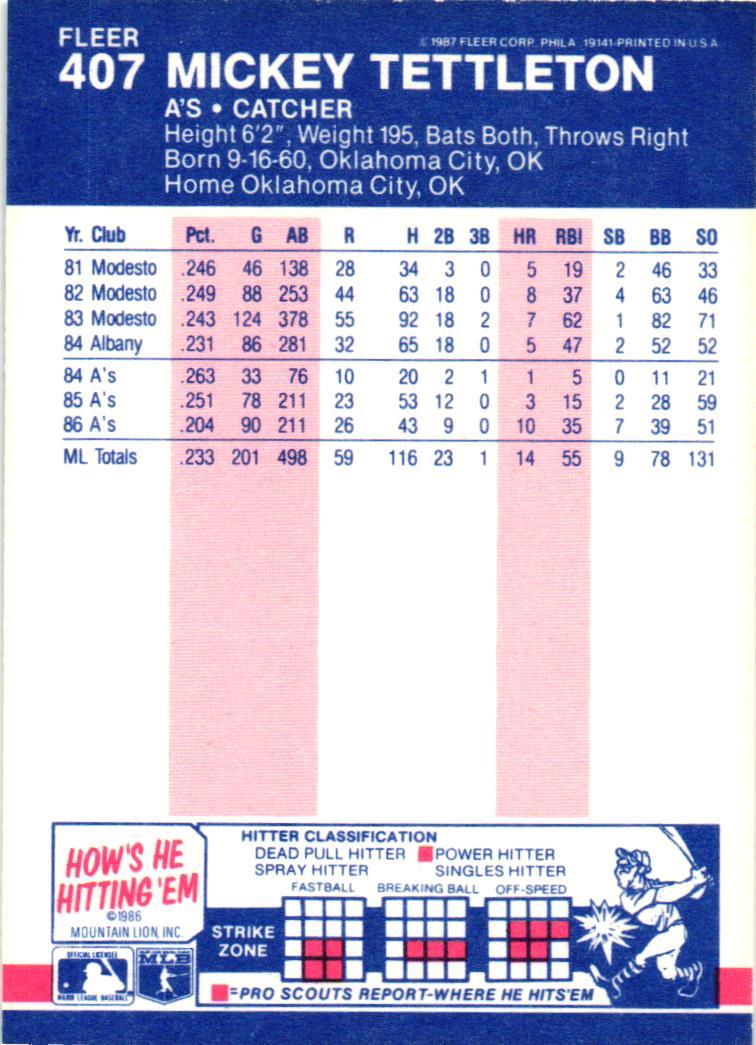 FLEER
© 1987 FLEER CORP. PHILA. 19141-PRINTED IN U.S.A.
407 MICKEY TETTLETON
A'S • CATCHER
Height 6'2", Weight 195, Bats Both, Throws Right
Born 9-16-60, Oklahoma City, OK
Home Oklahoma City, OK
Yr. Club Pct. G AB R H 2B 3B HR RBI SB BB SO
81 Modesto .246 46 138 28 34 3 0 5 19 2 46 33
82 Modesto .249 88 253 44 63 18 0 8 37 4 63 46
83 Modesto .243 124 378 55 92 18 2 7 62 1 82 71
84 Albany .231 86 281 32 65 18 0 5 47 2 52 52
84 A's .263 33 76 10 20 2 1 1 5 0 11 21
85 A's .251 78 211 23 53 12 0 3 15 2 28 59
86 A's .204 90 211 26 43 9 0 10 35 7 39 51
ML Totals .233 201 498 59 116 23 1 14 55 9 78 131
HOW'S HE
HITTING 'EM
©1986
MOUNTAIN LION, INC.
HITTER CLASSIFICATION
DEAD PULL HITTER POWER HITTER
SPRAY HITTER SINGLES HITTER
FASTBALL BREAKING BALL OFF-SPEED
STRIKE
ZONE
OFFICIAL LICENSEE
MAJOR LEAGUE BASEBALL
MLB
=PRO SCOUTS REPORT-WHERE HE HITS'EM